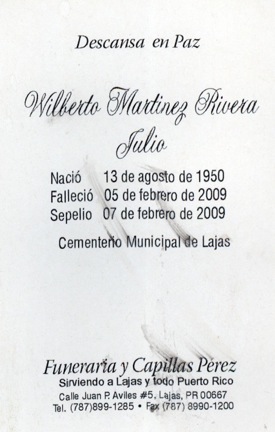 Descansa en Paz
Wilberto Martinez Rivera
Julio
Nació 13 de agosto de 1950
Falleció 05 de febrero de 2009
Sepelio 07 de febrero de 2009
Cementerio Municipal de Lajas
Funeraria y Capillas Pérez
Sirviendo a Lajas y todo Puerto Rico
Calle Juan P. Aviles #5, Lajas, PR 00667
Tel. (787)899-1285 • Fax (787) 8990-1200